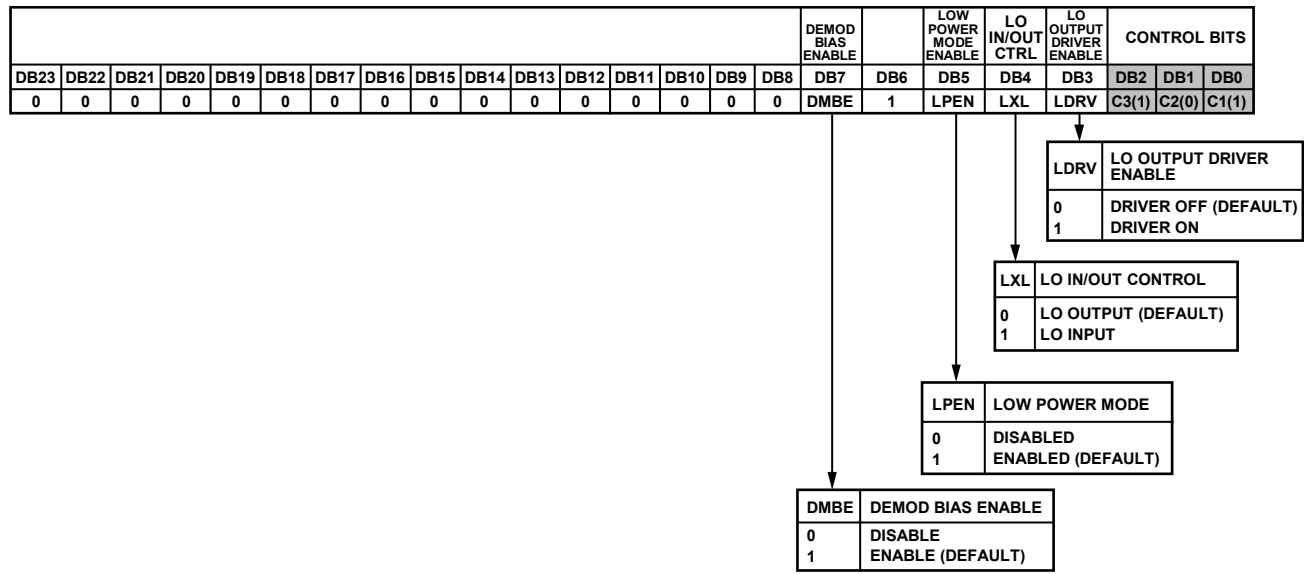 DEMOD
BIAS
ENABLE
LOW
POWER
MODE
ENABLE
LO
IN/OUT
CTRL
LO
OUTPUT
DRIVER
ENABLE
CONTROL BITS
DB23 DB22 DB21 DB20 DB19 DB18 DB17 DB16 DB15 DB14 DB13 DB12 DB11 DB10 DB9 DB8 DB7 DB6 DB5 DB4 DB3 DB2 DB1 DB0
0 0 0 0 0 0 0 0 0 0 0 0 0 0 0 0 DMBE 1 LPEN LXL LDRV C3(1) C2(0) C1(1)
LDRV LO OUTPUT DRIVER
ENABLE
0 DRIVER OFF (DEFAULT)
1 DRIVER ON
LXL LO IN/OUT CONTROL
0 LO OUTPUT (DEFAULT)
1 LO INPUT
LPEN LOW POWER MODE
0 DISABLED
1 ENABLED (DEFAULT)
DMBE DEMOD BIAS ENABLE
0 DISABLE
1 ENABLE (DEFAULT)